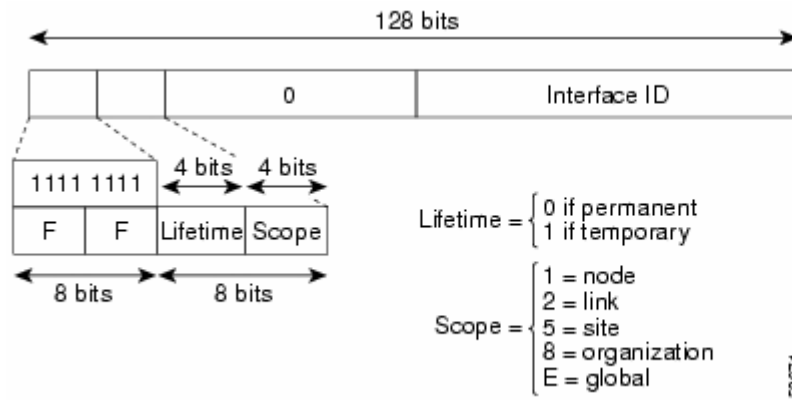 128 bits
0 Interface ID
4 bits 4 bits
1111 1111
F F Lifetime Scope
8 bits 8 bits
Lifetime = { 0 if permanent
1 if temporary
Scope = { 1 = node
2 = link
5 = site
8 = organization
E = global